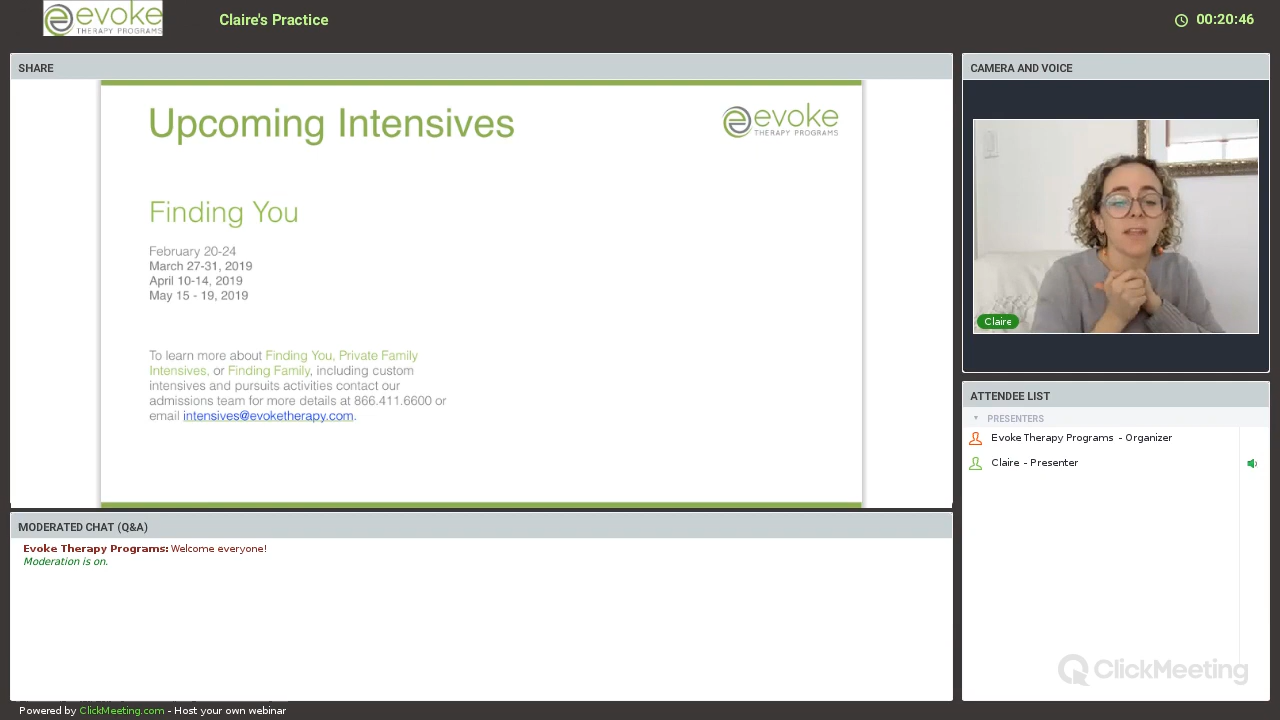 evoke
THERAPY PROGRAMS
Claire's Practice
00:20:46
SHARE
Upcoming Intensives
evoke
THERAPY PROGRAMS
Finding You
February 20-24
March 27-31, 2019
April 10-14, 2019
May 15 - 19, 2019
To learn more about Finding You, Private Family
Intensives, or Finding Family, including custom
intensives and pursuits activities contact our
admissions team for more details at 866.411.6600 or
email intensives@evoketherapy.com.
CAMERA AND VOICE
Claire
ATTENDEE LIST
PRESENTERS
Evoke Therapy Programs - Organizer
Claire - Presenter
MODERATED CHAT (Q&A)
Evoke Therapy Programs: Welcome everyone!
Moderation is on.
ClickMeeting
Powered by ClickMeeting.com - Host your own webinar